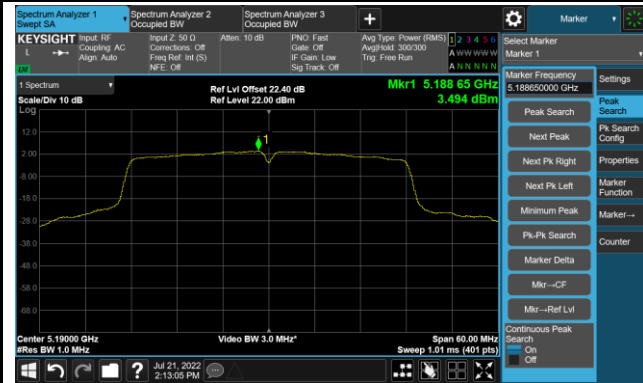 Spectrum Analyzer 1
Swept SA
Spectrum Analyzer 2
Occupied BW
Spectrum Analyzer 3
Occupied BW
+
Marker
KEYSIGHT
L
Input: RF
Coupling: AC
Align: Auto
Input Z: 50 Ω
Corrections: Off
Freq Ref: Int (S)
NFE: Off
Atten: 10 dB
PNO: Fast
Gate: Off
IF Gain: Low
Sig Track: Off
Avg Type: Power (RMS)
Avg|Hold: 300/300
Trig: Free Run
1 2 3 4 5 6
A W W W W W
A N N N N N
Select Marker
Marker 1
1 Spectrum
Scale/Div 10 dB
Log
Ref Lvl Offset 22.40 dB
Ref Level 22.00 dBm
Mkr1 5.188 65 GHz
3.494 dBm
12.0
2.00
-8.00
-18.0
-28.0
-38.0
-48.0
-58.0
-68.0
1
Center 5.19000 GHz
#Res BW 1.0 MHz
Video BW 3.0 MHz*
Span 60.00 MHz
Sweep 1.01 ms (401 pts)
Marker Frequency
5.188650000 GHz
Peak Search
Next Peak
Next Pk Right
Next Pk Left
Minimum Peak
Pk-Pk Search
Marker Delta
Mkr→CF
Mkr→Ref Lvl
Continuous Peak
Search
On
Off
Settings
Peak
Search
Pk Search
Config
Properties
Marker
Function
Marker→
Counter
?
Jul 21, 2022
2:13:05 PM